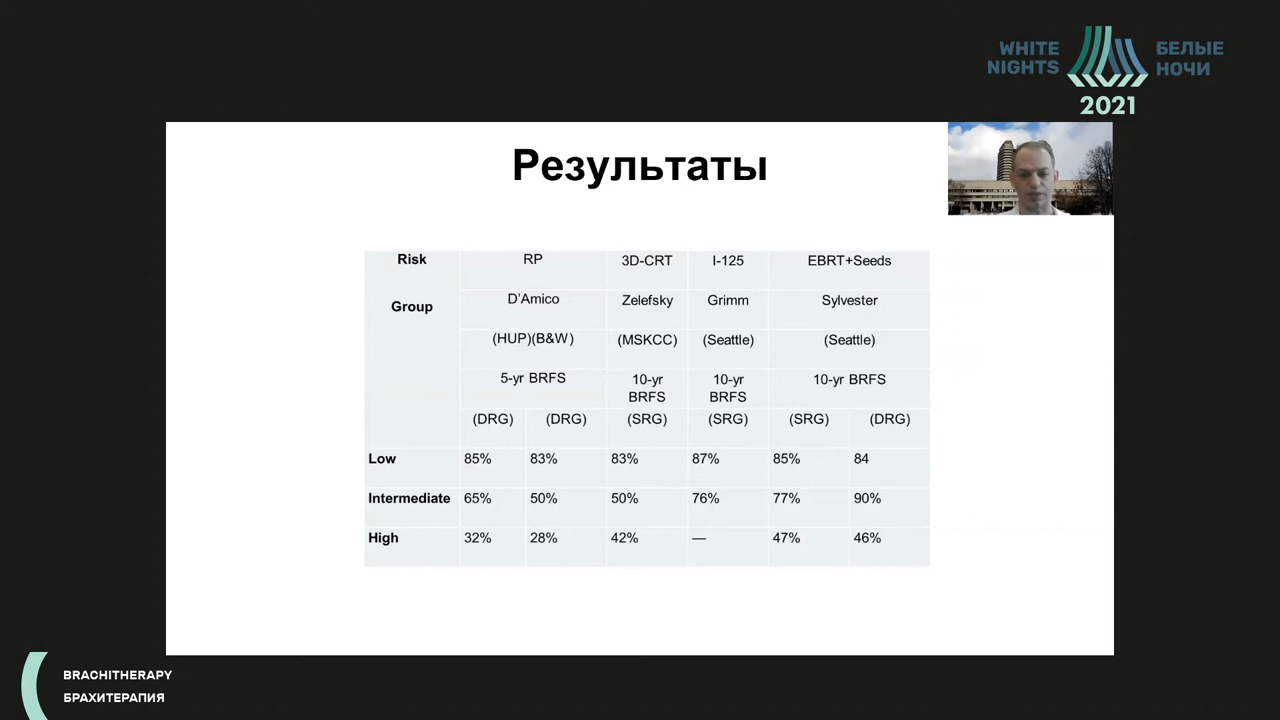 WHITE NIGHTS
БЕЛЫЕ НОЧИ
2021
Результаты
Risk Group
RP 3D-CRT I-125 EBRT+Seeds
D'Amico Zelefsky Grimm Sylvester
(HUP)(B&W) (MSKCC) (Seattle) (Seattle)
5-yr BRFS 10-yr BRFS 10-yr BRFS 10-yr BRFS
(DRG) (DRG) (SRG) (SRG) (SRG) (DRG)
Low 85% 83% 83% 87% 85% 84
Intermediate 65% 50% 50% 76% 77% 90%
High 32% 28% 42% — 47% 46%
BRACHITHERAPY
БРАХИТЕРАПИЯ